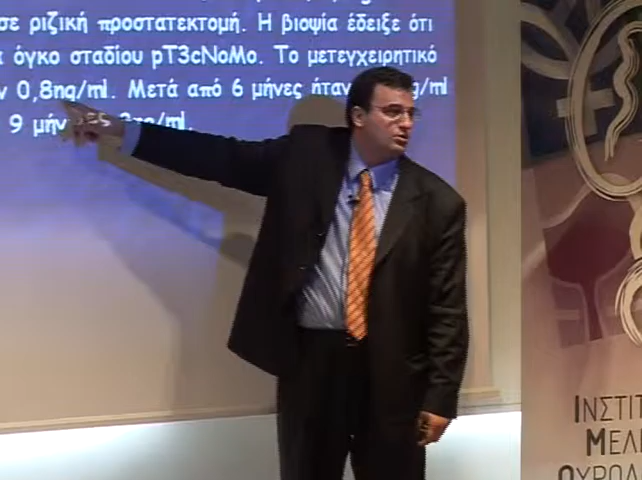 σε ριζική προστατεκτομή. Η βιοψία έδειξε ότι
όγκο σταδίου pT3cNoMo. Το μετεγχειρητικό
0,8ng/ml. Μετά από 6 μήνες ήταν
9
ΙΝΣΤΙΤ
ΜΕΛΕ
ΟΥΡΟΛ